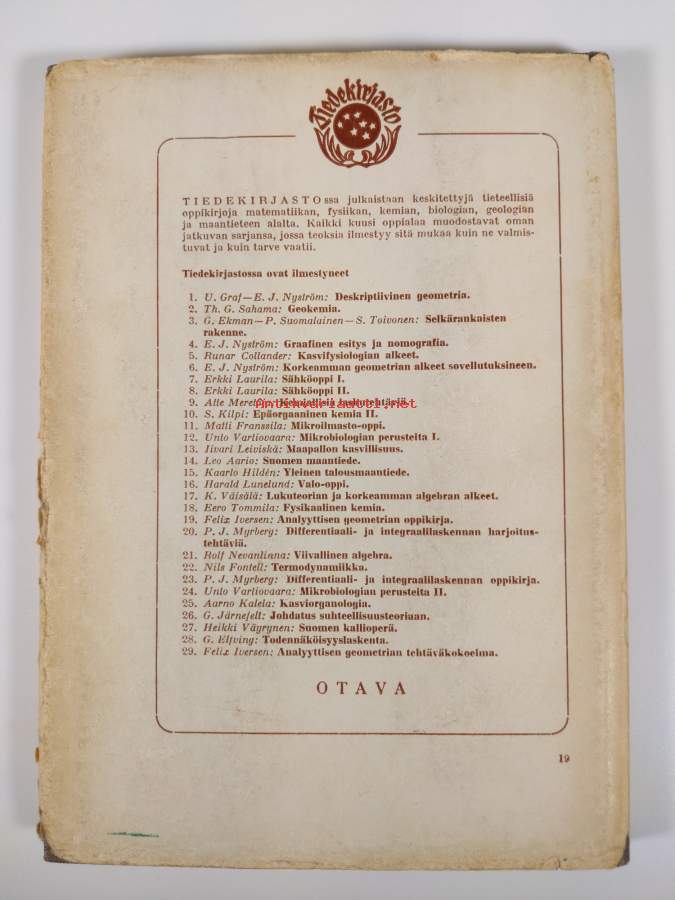 Tiedekirjasto
TIEDEKIRJASTOssa julkaistaan keskitettyjä tieteellisiä
oppikirjoja matematiikan, fysiikan, kemian, biologian, geologian
ja maantieteen alalta. Kaikki kuusi oppialaa muodostavat oman
jatkuvan sarjansa, jossa teoksia ilmestyy sitä mukaa kuin ne valmis-
tuvat ja kuin tarve vaatii.
Tiedekirjastossa ovat ilmestyneet
1. U. Graf—E. J. Nyström: Deskriptiivinen geometria.
2. Th. G. Sahama: Geokemia.
3. G. Ekman—P. Suomalainen—S. Toivonen: Selkärankaisten
rakenne.
4. E. J. Nyström: Graafinen esitys ja nomografia.
5. Runar Collander: Kasvifysiologian alkeet.
6. E. J. Nyström: Korkeamman geometrian alkeet sovellutuksineen.
7. Erkki Laurila: Sähköoppi I.
8. Erkki Laurila: Sähköoppi II.
9. Alle Meretoja: Kemiallisia laskutehtäviä.
Antikvariaatti.net
10. S. Kilpi: Epäorgaaninen kemia II.
11. Matti Franssila: Mikroilmasto-oppi.
12. Unto Vartiovaara: Mikrobiologian perusteita I.
13. Iivari Leiviskä: Maapallon kasvillisuus.
14. Leo Aario: Suomen maantiede.
15. Kaarlo Hildén: Yleinen talousmaantiede.
16. Harald Lunelund: Valo-oppi.
17. K. Väisälä: Lukuteorian ja korkeamman algebran alkeet.
18. Eero Tommila: Fysikaalinen kemia.
19. Felix Iversen: Analyyttisen geometrian oppikirja.
20. P. J. Myrberg: Differentiaali- ja integraalilaskennan harjoitus-
tehtäviä.
21. Rolf Nevanlinna: Viivallinen algebra.
22. Nils Fontell: Termodynamiikka.
23. P. J. Myrberg: Differentiaali- ja integraalilaskennan oppikirja.
24. Unto Vartiovaara: Mikrobiologian perusteita II.
25. Aarno Kalela: Kasviorganologia.
26. G. Järnefelt: Johdatus suhteellisuusteoriaan.
27. Heikki Väyrynen: Suomen kallioperä.
28. G. Elfving: Todennäköisyyslaskenta.
29. Felix Iversen: Analyyttisen geometrian tehtäväkokoelma.
OTAVA
19